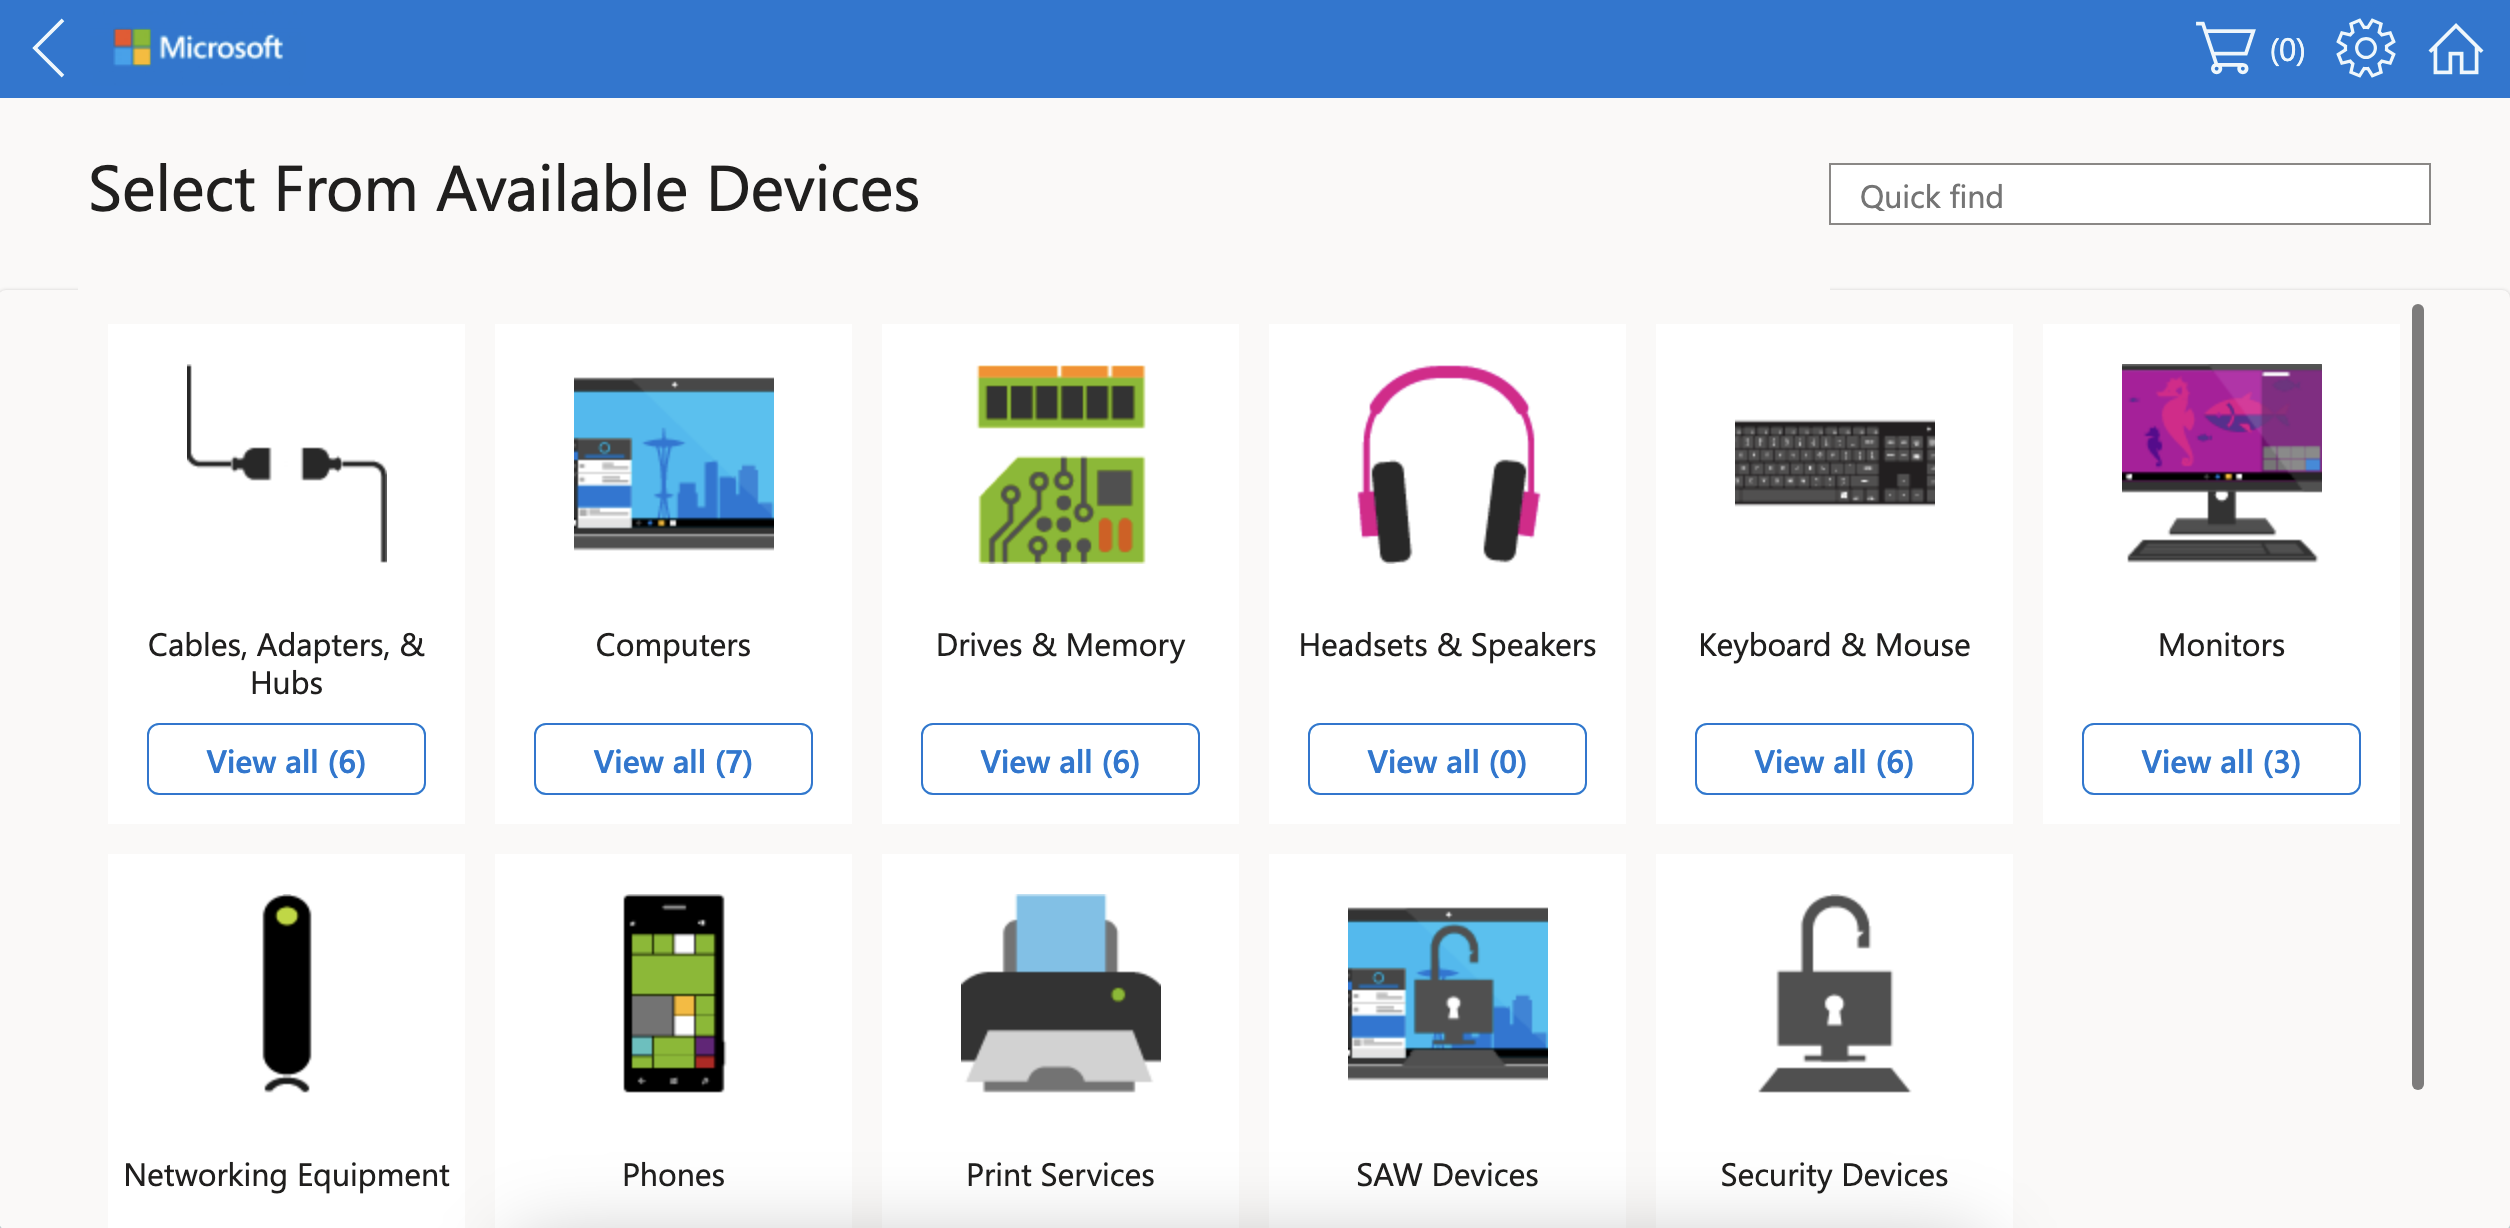 Microsoft
(0)
Select From Available Devices
Quick find
Cables, Adapters, &
Hubs
View all (6)
Computers
View all (7)
Drives & Memory
View all (6)
Headsets & Speakers
View all (0)
Keyboard & Mouse
View all (6)
Monitors
View all (3)
Networking Equipment
Phones
Print Services
SAW Devices
Security Devices